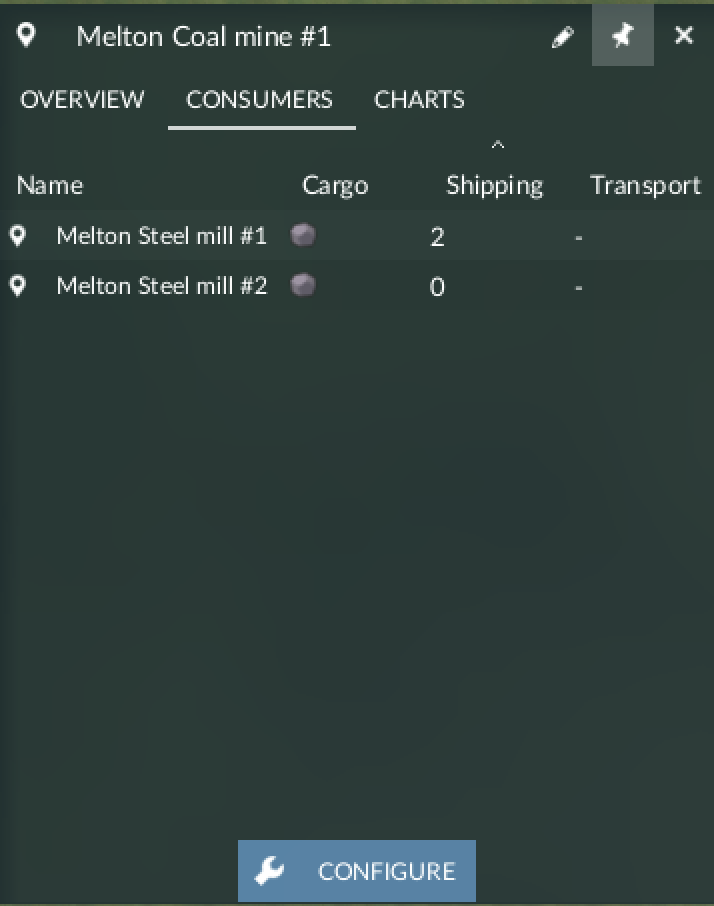 Melton Coal mine #1
OVERVIEW CONSUMERS CHARTS
Name Cargo Shipping Transport
Melton Steel mill #1 2 -
Melton Steel mill #2 0 -
CONFIGURE